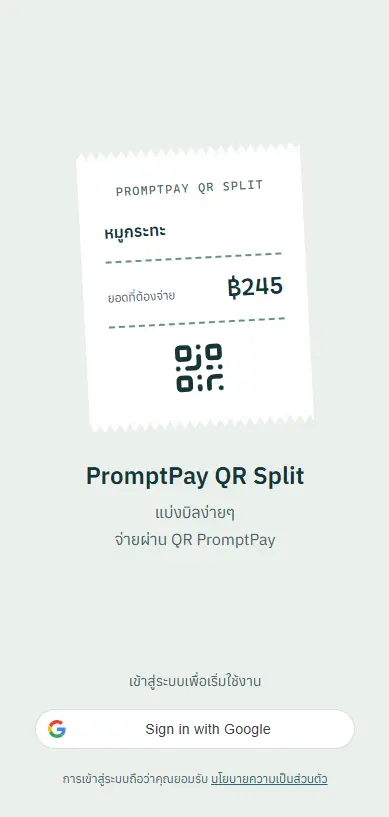 PROMPTPAY QR SPLIT
หมูกระทะ
ยอดที่ต้องจ่าย ฿245
PromptPay QR Split
แบ่งบิลง่ายๆ
จ่ายผ่าน QR PromptPay
เข้าสู่ระบบเพื่อเริ่มใช้งาน
Sign in with Google
การเข้าสู่ระบบถือว่าคุณยอมรับ นโยบายความเป็นส่วนตัว